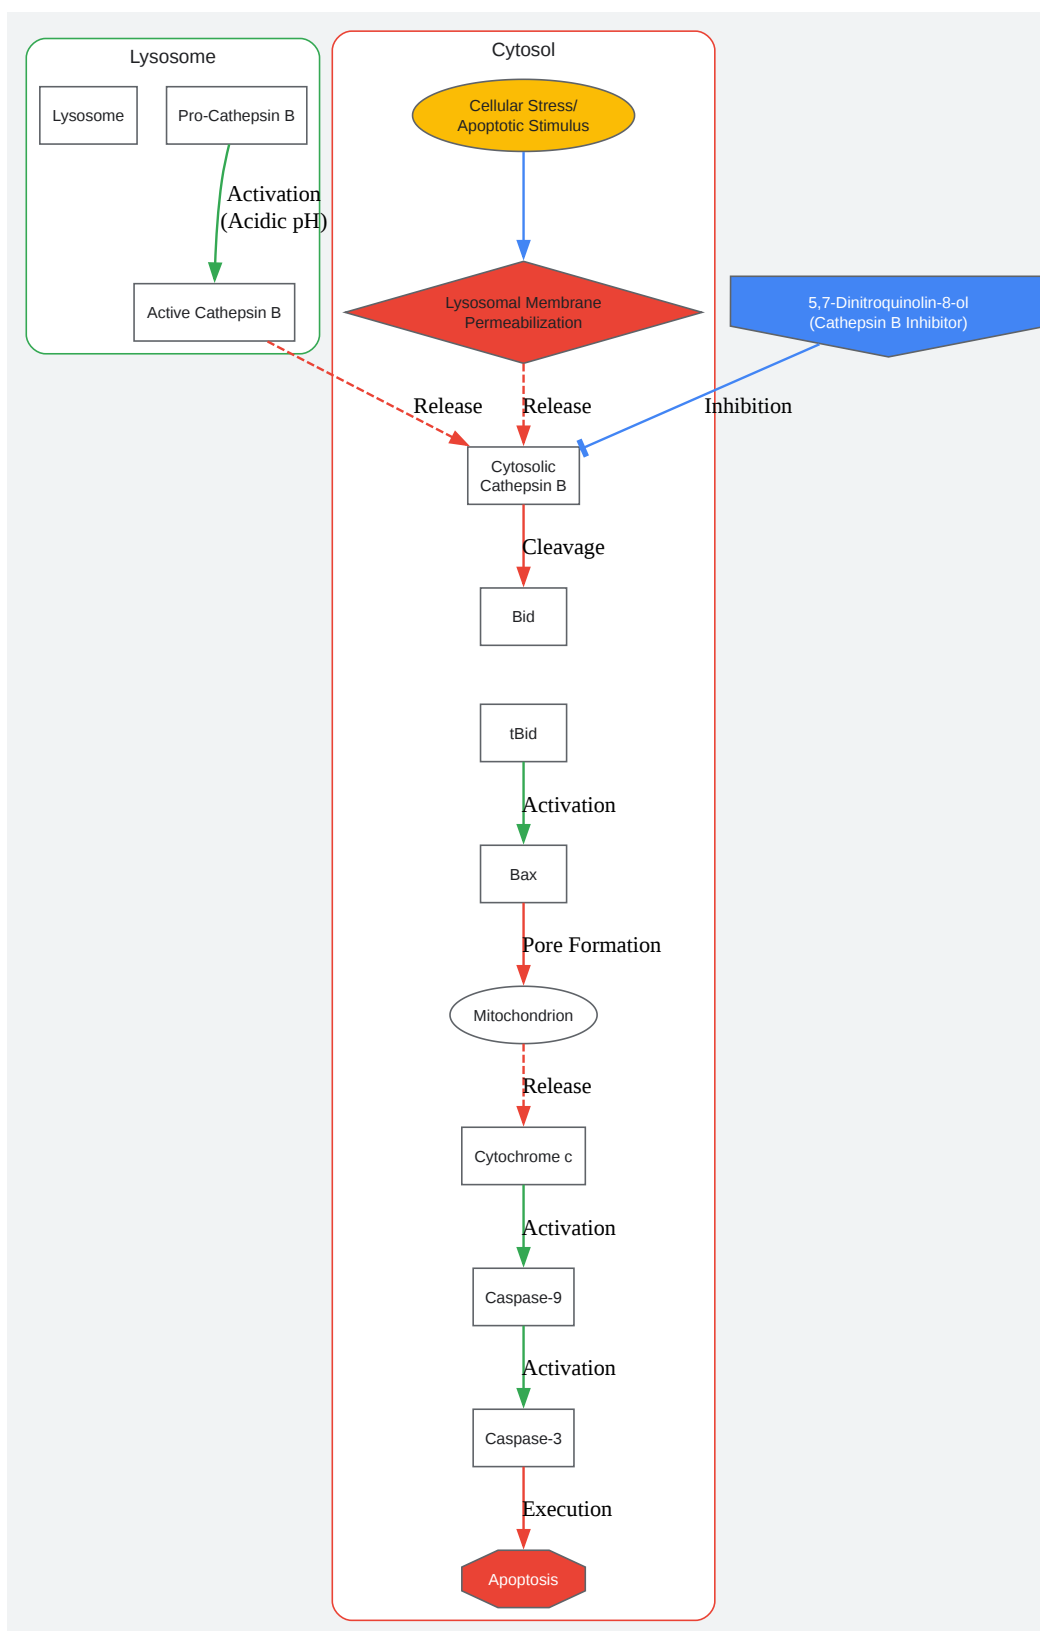 Lysosome
Lysosome
Pro-Cathepsin B
Activation
(Acidic pH)
Active Cathepsin B
Cytosol
Cellular Stress/
Apoptotic Stimulus
Lysosomal Membrane
Permeabilization
5,7-Dinitroquinolin-8-ol
(Cathepsin B Inhibitor)
Release
Release
Inhibition
Cytosolic
Cathepsin B
Cleavage
Bid
tBid
Activation
Bax
Pore Formation
Mitochondrion
Release
Cytochrome c
Activation
Caspase-9
Activation
Caspase-3
Execution
Apoptosis